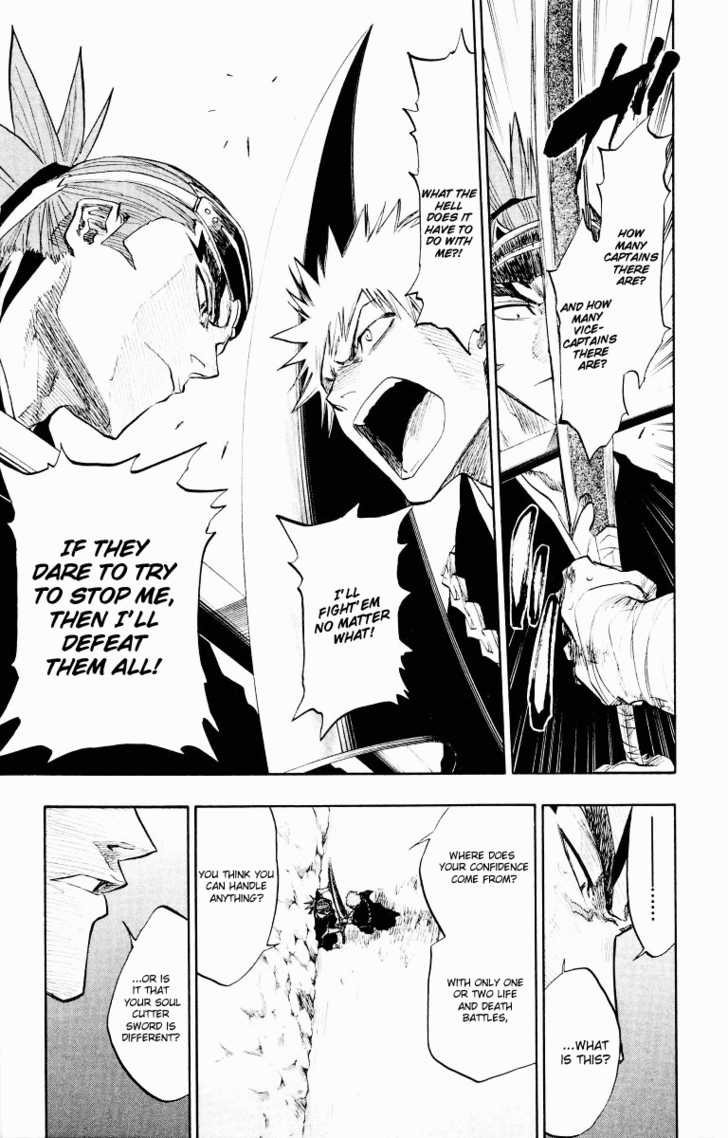 HOW
MANY
CAPTAINS
THERE
ARE?
AND HOW
MANY
VICE-
CAPTAINS
THERE
ARE?
WHAT THE
HELL
DOES IT
HAVE TO
DO WITH
ME?!
I'LL
FIGHT'EM
NO MATTER
WHAT!
IF THEY
DARE TO TRY
TO STOP ME,
THEN I'LL
DEFEAT
THEM ALL!
...WHAT
IS THIS?
WHERE DOES
YOUR CONFIDENCE
COME FROM?
WITH ONLY ONE
OR TWO LIFE
AND DEATH
BATTLES,
YOU THINK YOU
CAN HANDLE
ANYTHING?
...OR IS
IT THAT
YOUR SOUL
CUTTER
SWORD IS
DIFFERENT?